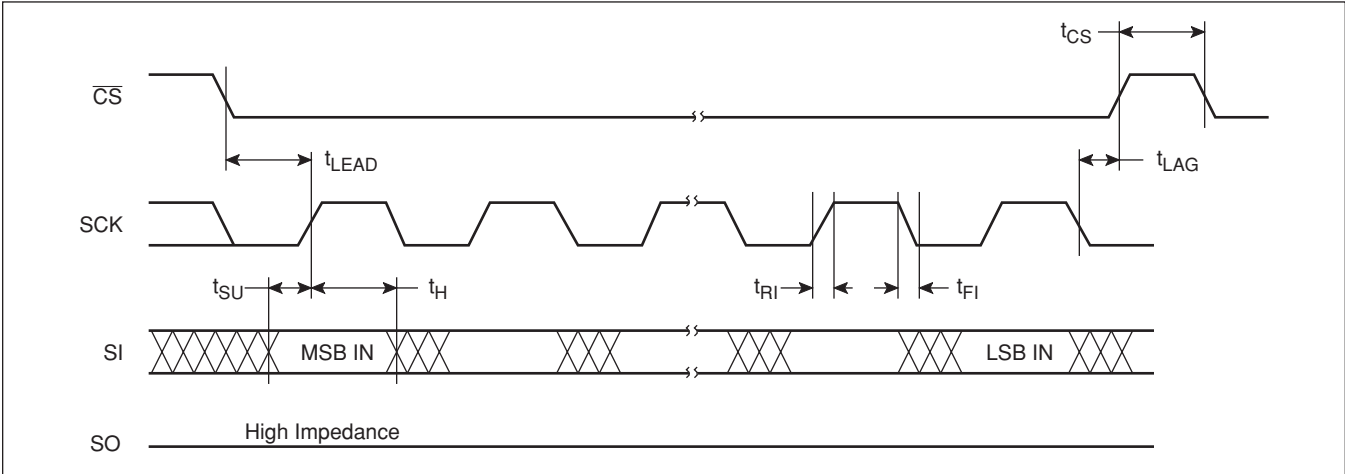 tCS
CS
tLEAD
tLAG
SCK
tSU
tH
tRI
tFI
SI
MSB IN
LSB IN
High Impedance
SO